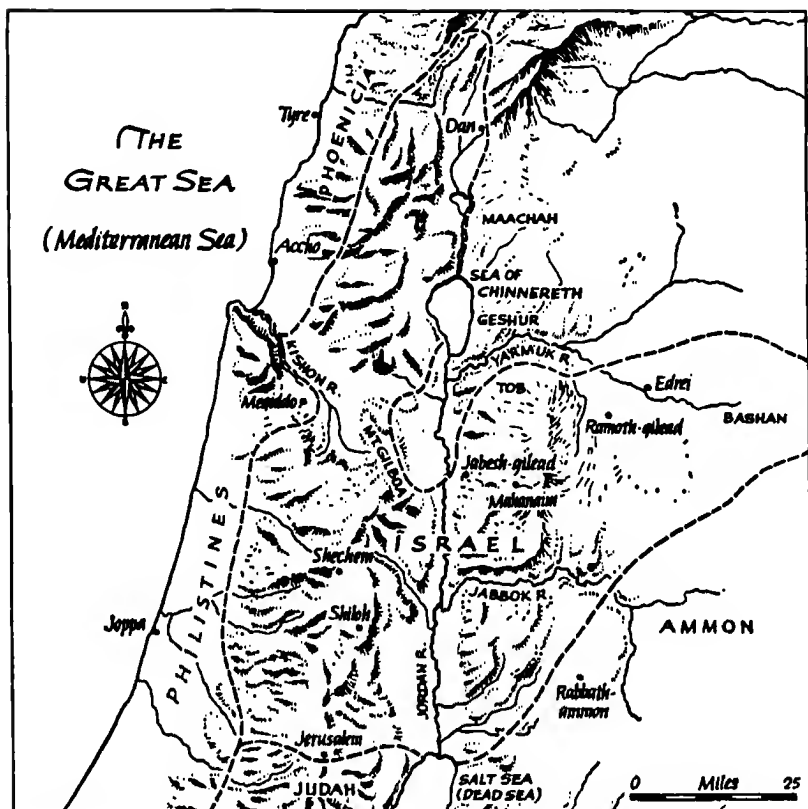 THE
GREAT SEA
(Mediterranean Sea)
PHOENICIA
Tyre
Dan
MAACHAH
Accho
SEA OF
CHINNERETH
GESHUR
KISHON R.
YARMUK R.
Megiddo
TOB
Edrei
Ramoth-gilead
BASHAN
MT. GILBOA
Jabesh-gilead
Mahanaim
PHILISTINES
ISRAEL
Shechem
JABBOK R.
Joppa
Shiloh
AMMON
JORDAN R.
Rabbath-
ammon
Jerusalem
JUDAH
SALT SEA
(DEAD SEA)
0 Miles 25